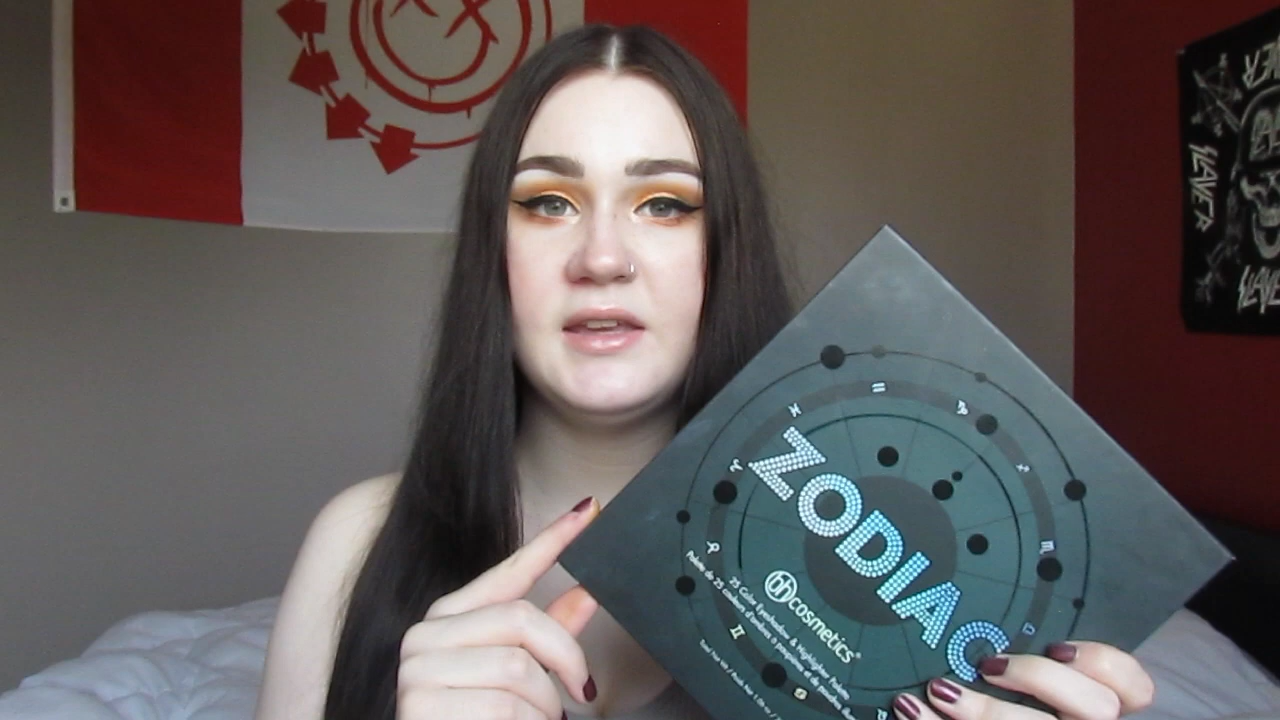 SLAYER
SLAYER
ZODIAC
bh cosmetics®
25 Color Eyeshadow & Highlighter Palette
Palette de 25 couleurs d'ombres à paupières et de poudres